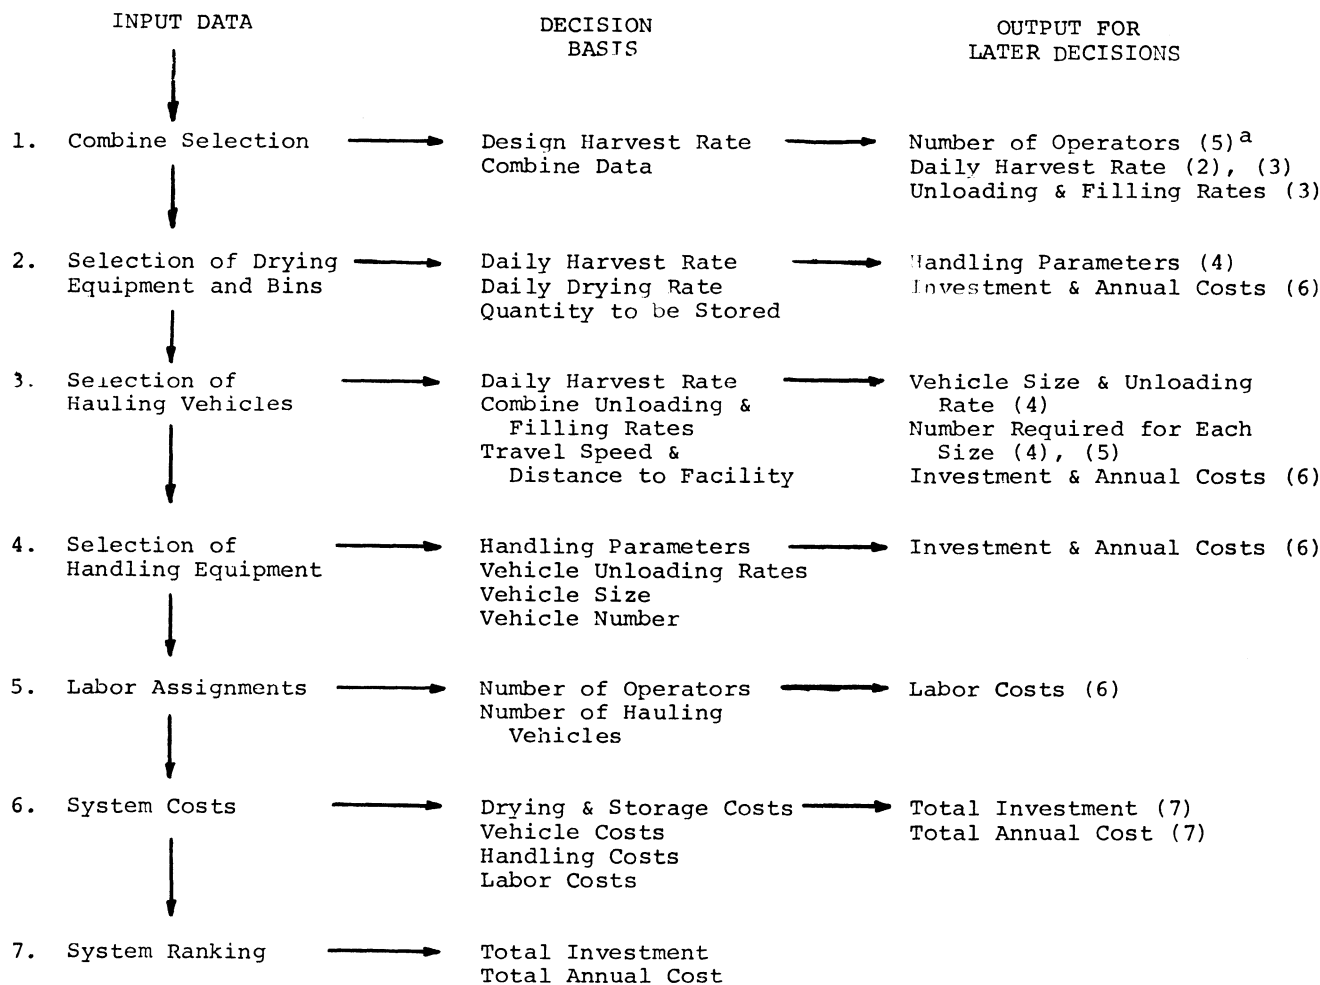 INPUT DATA
DECISION
BASIS
OUTPUT FOR
LATER DECISIONS
1. Combine Selection
Design Harvest Rate
Combine Data
Number of Operators (5)a
Daily Harvest Rate (2), (3)
Unloading & Filling Rates (3)
2. Selection of Drying
Equipment and Bins
Daily Harvest Rate
Daily Drying Rate
Quantity to be Stored
Handling Parameters (4)
Investment & Annual Costs (6)
3. Selection of
Hauling Vehicles
Daily Harvest Rate
Combine Unloading &
Filling Rates
Travel Speed &
Distance to Facility
Vehicle Size & Unloading
Rate (4)
Number Required for Each
Size (4), (5)
Investment & Annual Costs (6)
4. Selection of
Handling Equipment
Handling Parameters
Vehicle Unloading Rates
Vehicle Size
Vehicle Number
Investment & Annual Costs (6)
5. Labor Assignments
Number of Operators
Number of Hauling
Vehicles
Labor Costs (6)
6. System Costs
Drying & Storage Costs
Vehicle Costs
Handling Costs
Labor Costs
Total Investment (7)
Total Annual Cost (7)
7. System Ranking
Total Investment
Total Annual Cost